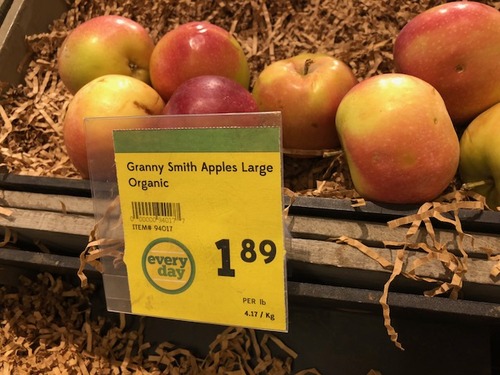 Granny Smith Apples Large
Organic
ITEM# 94017
every
day
1 89
PER lb
4.17 / Kg